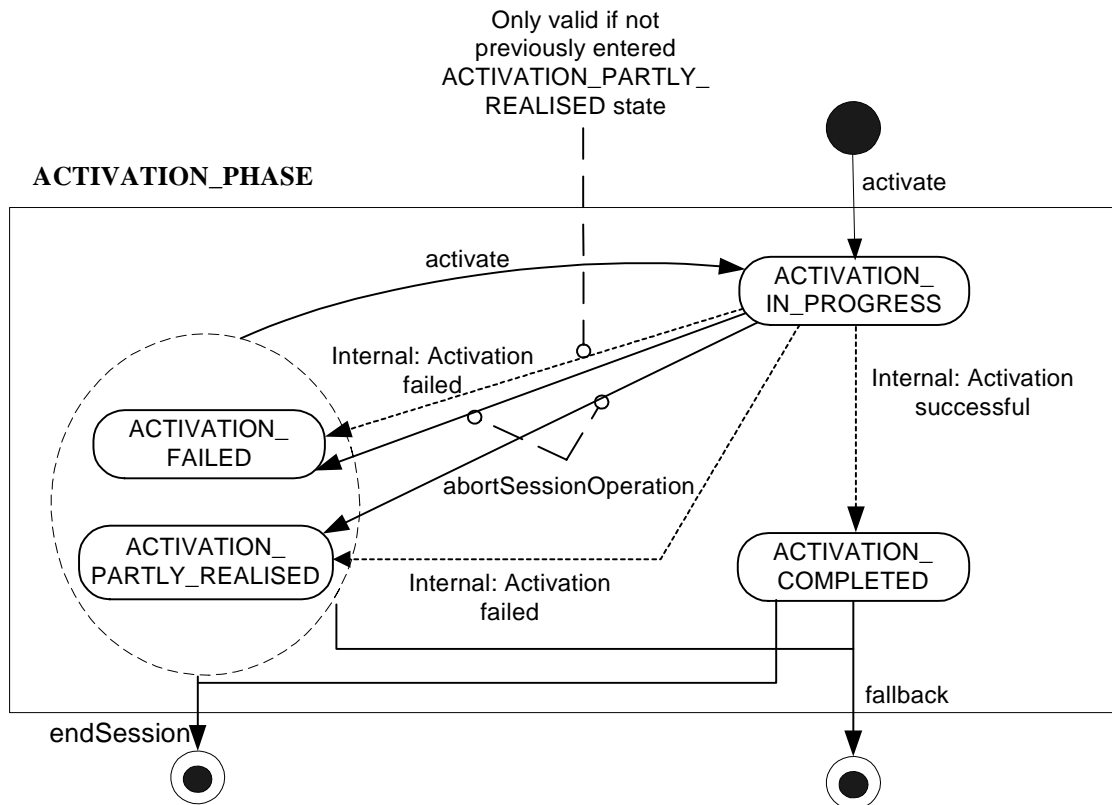 Only valid if not
previously entered
ACTIVATION_PARTLY_
REALISED state
ACTIVATION_PHASE
activate
activate
ACTIVATION_
IN_PROGRESS
Internal: Activation
failed
Internal: Activation
successful
ACTIVATION_
FAILED
abortSessionOperation
ACTIVATION_
PARTLY_REALISED
Internal: Activation
failed
ACTIVATION_
COMPLETED
fallback
endSession